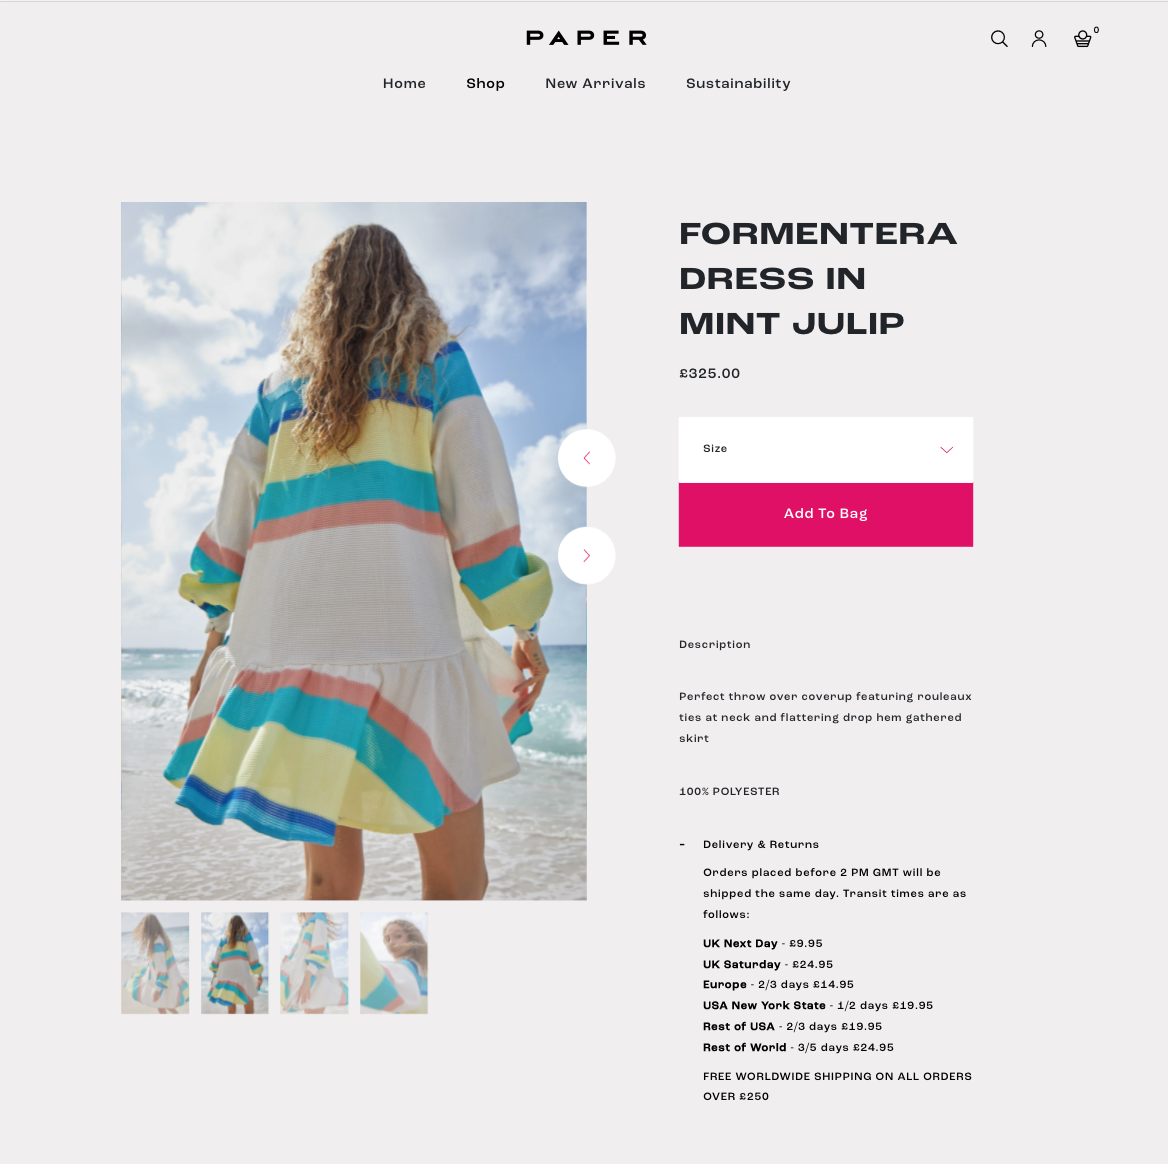 PAPER
0
Home Shop New Arrivals Sustainability
FORMENTERA
DRESS IN
MINT JULIP
£325.00
Size
Add To Bag
Description
Perfect throw over coverup featuring rouleaux
ties at neck and flattering drop hem gathered
skirt
100% POLYESTER
- Delivery & Returns
Orders placed before 2 PM GMT will be
shipped the same day. Transit times are as
follows:
UK Next Day - £9.95
UK Saturday - £24.95
Europe - 2/3 days £14.95
USA New York State - 1/2 days £19.95
Rest of USA - 2/3 days £19.95
Rest of World - 3/5 days £24.95
FREE WORLDWIDE SHIPPING ON ALL ORDERS
OVER £250